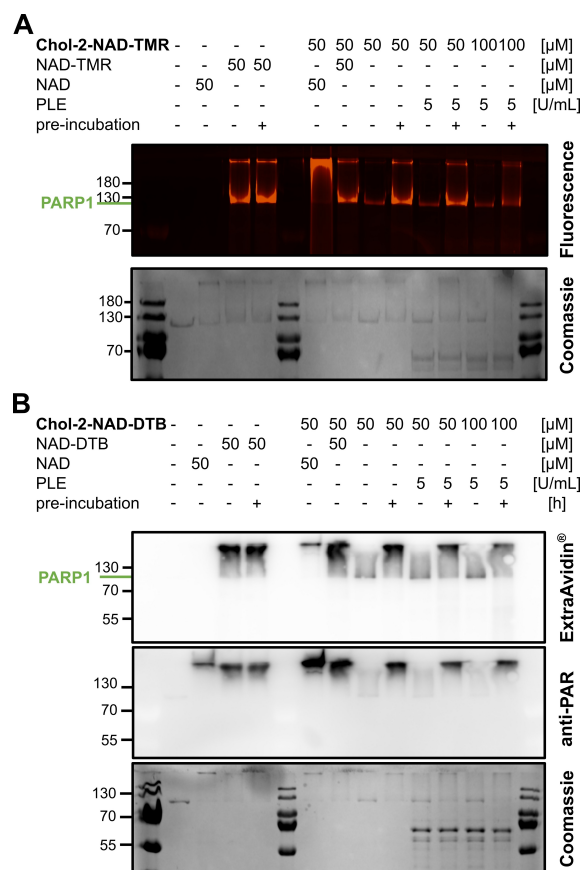 A
Chol-2-NAD-TMR - - - - 50 50 50 50 50 50 100 100 [µM]
NAD-TMR - - 50 50 - 50 - - - - - - [µM]
NAD - 50 - - 50 - - - - - - - [µM]
PLE - - - - - - - - 5 5 5 5 [U/mL]
pre-incubation - - - + - - - + - + - +
180
130
PARP1
70
Fluorescence
180
130
70
Coomassie
B
Chol-2-NAD-DTB - - - - 50 50 50 50 50 50 100 100 [µM]
NAD-DTB - - 50 50 - 50 - - - - - - [µM]
NAD - 50 - - 50 - - - - - - - [µM]
PLE - - - - - - - - 5 5 5 5 [U/mL]
pre-incubation - - - + - - - + - + - + [h]
130
PARP1
70
55
ExtraAvidin®
130
70
55
anti-PAR
130
70
55
Coomassie